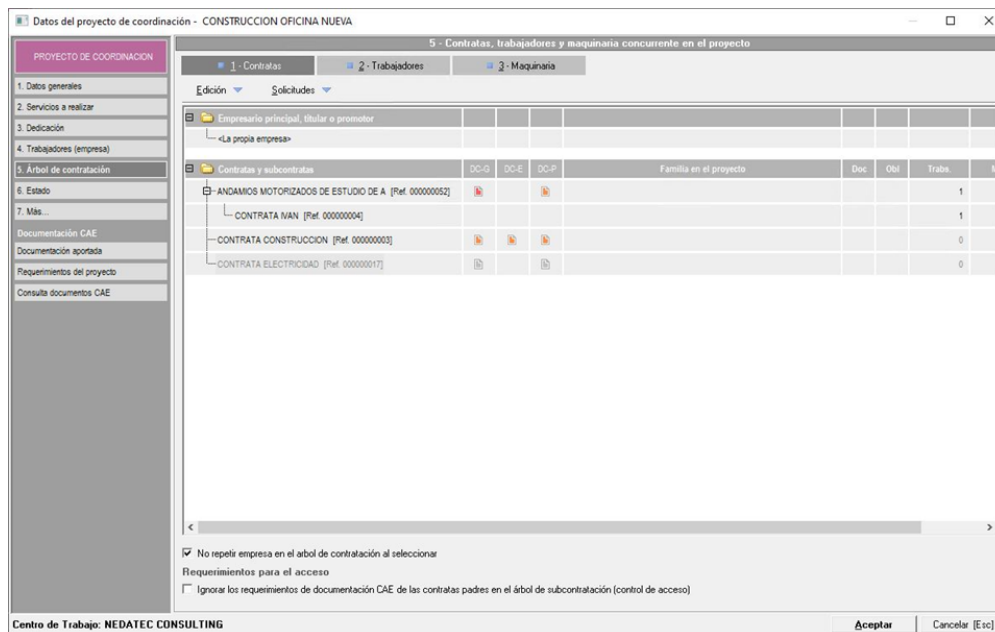 Datos del proyecto de coordinación - CONSTRUCCION OFICINA NUEVA
PROYECTO DE COORDINACION
1. Datos generales
2. Servicios a realizar
3. Dedicación
4. Trabajadores (empresa)
5. Árbol de contratación
6. Estado
7. Más...
Documentación CAE
Documentación aportada
Requerimientos del proyecto
Consulta documentos CAE
5 - Contratas, trabajadores y maquinaria concurrente en el proyecto
1 - Contratas 2 - Trabajadores 3 - Maquinaria
Edición Solicitudes
Empresario principal, titular o promotor
<La propia empresa>
Contratas y subcontratas DC-G DC-E DC-P Familia en el proyecto Doc Obl Trabs.
ANDAMIOS MOTORIZADOS DE ESTUDIO DE A [Ref. 000000052] 1
CONTRATA IVAN [Ref. 000000004] 1
CONTRATA CONSTRUCCION [Ref. 000000003] 0
CONTRATA ELECTRICIDAD [Ref. 000000017] 0
No repetir empresa en el arbol de contratación al seleccionar
Requerimientos para el acceso
Ignorar los requerimientos de documentación CAE de las contratas padres en el árbol de subcontratación (control de acceso)
Centro de Trabajo: NEDATEC CONSULTING
Aceptar Cancelar [Esc]